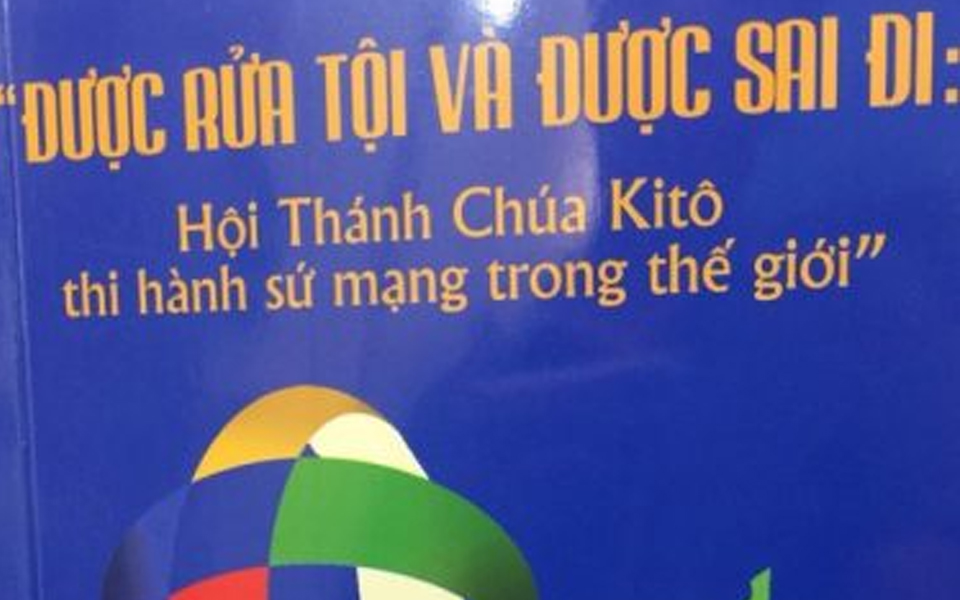 “ĐƯỢC RỬA TỘI VÀ ĐƯỢC SAI ĐI:
Hội Thánh Chúa Kitô
thi hành sứ mạng trong thế giới”